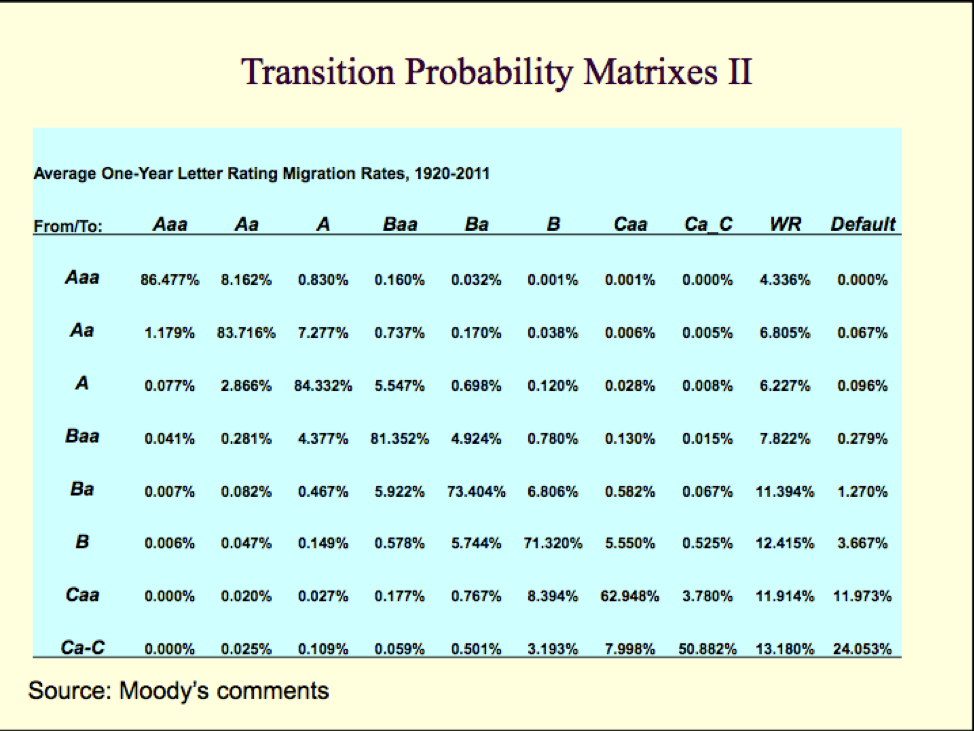 Transition Probability Matrixes II
Average One-Year Letter Rating Migration Rates, 1920-2011
From/To: Aaa Aa A Baa Ba B Caa Ca_C WR Default
Aaa 86.477% 8.162% 0.830% 0.160% 0.032% 0.001% 0.001% 0.000% 4.336% 0.000%
Aa 1.179% 83.716% 7.277% 0.737% 0.170% 0.038% 0.006% 0.005% 6.805% 0.067%
A 0.077% 2.866% 84.332% 5.547% 0.698% 0.120% 0.028% 0.008% 6.227% 0.096%
Baa 0.041% 0.281% 4.377% 81.352% 4.924% 0.780% 0.130% 0.015% 7.822% 0.279%
Ba 0.007% 0.082% 0.467% 5.922% 73.404% 6.806% 0.582% 0.067% 11.394% 1.270%
B 0.006% 0.047% 0.149% 0.578% 5.744% 71.320% 5.550% 0.525% 12.415% 3.667%
Caa 0.000% 0.020% 0.027% 0.177% 0.767% 8.394% 62.948% 3.780% 11.914% 11.973%
Ca-C 0.000% 0.025% 0.109% 0.059% 0.501% 3.193% 7.998% 50.882% 13.180% 24.053%
Source: Moody's comments